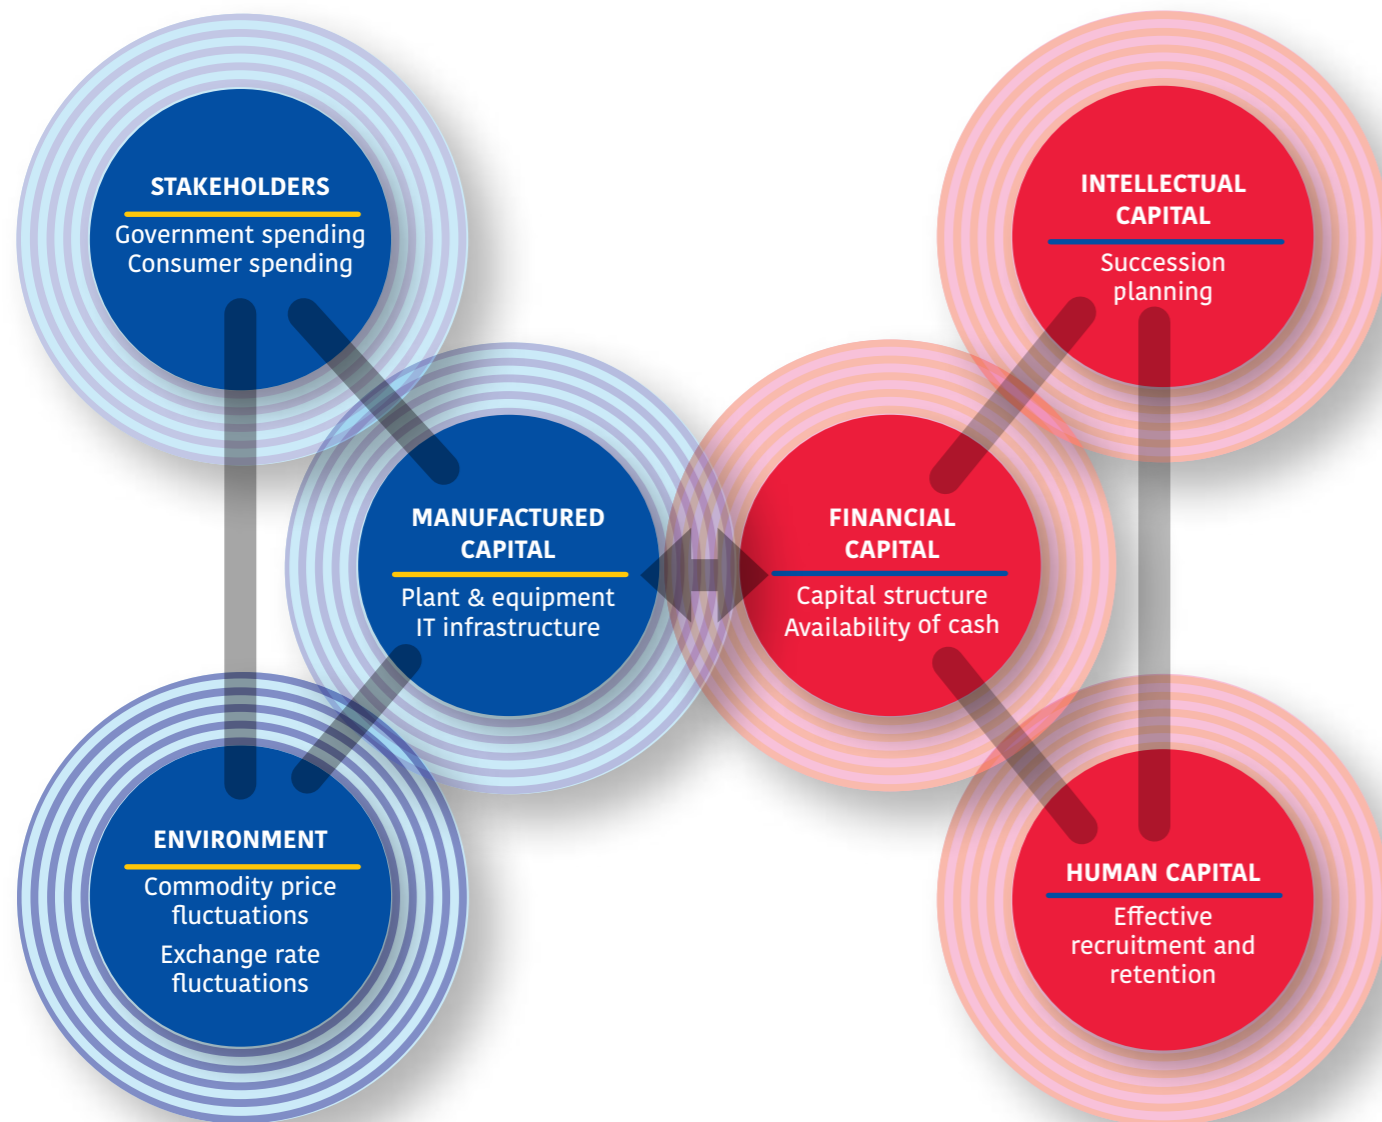 STAKEHOLDERS
Government spending
Consumer spending
INTELLECTUAL
CAPITAL
Succession
planning
MANUFACTURED
CAPITAL
Plant & equipment
IT infrastructure
FINANCIAL
CAPITAL
Capital structure
Availability of cash
ENVIRONMENT
Commodity price
fluctuations
Exchange rate
fluctuations
HUMAN CAPITAL
Effective
recruitment and
retention